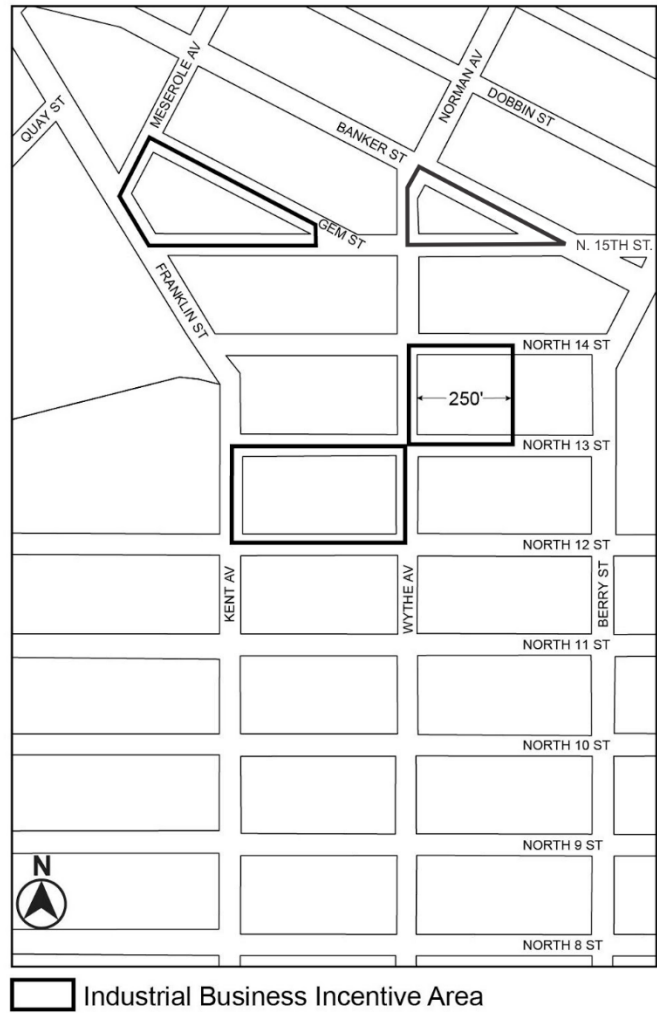 MESEROLE AV
NORMAN AV
DOBBIN ST
QUAY ST
BANKER ST
GEM ST
N. 15TH ST.
FRANKLIN ST
NORTH 14 ST
250'
NORTH 13 ST
NORTH 12 ST
KENT AV
WYTHE AV
BERRY ST
NORTH 11 ST
NORTH 10 ST
NORTH 9 ST
N
NORTH 8 ST
Industrial Business Incentive Area